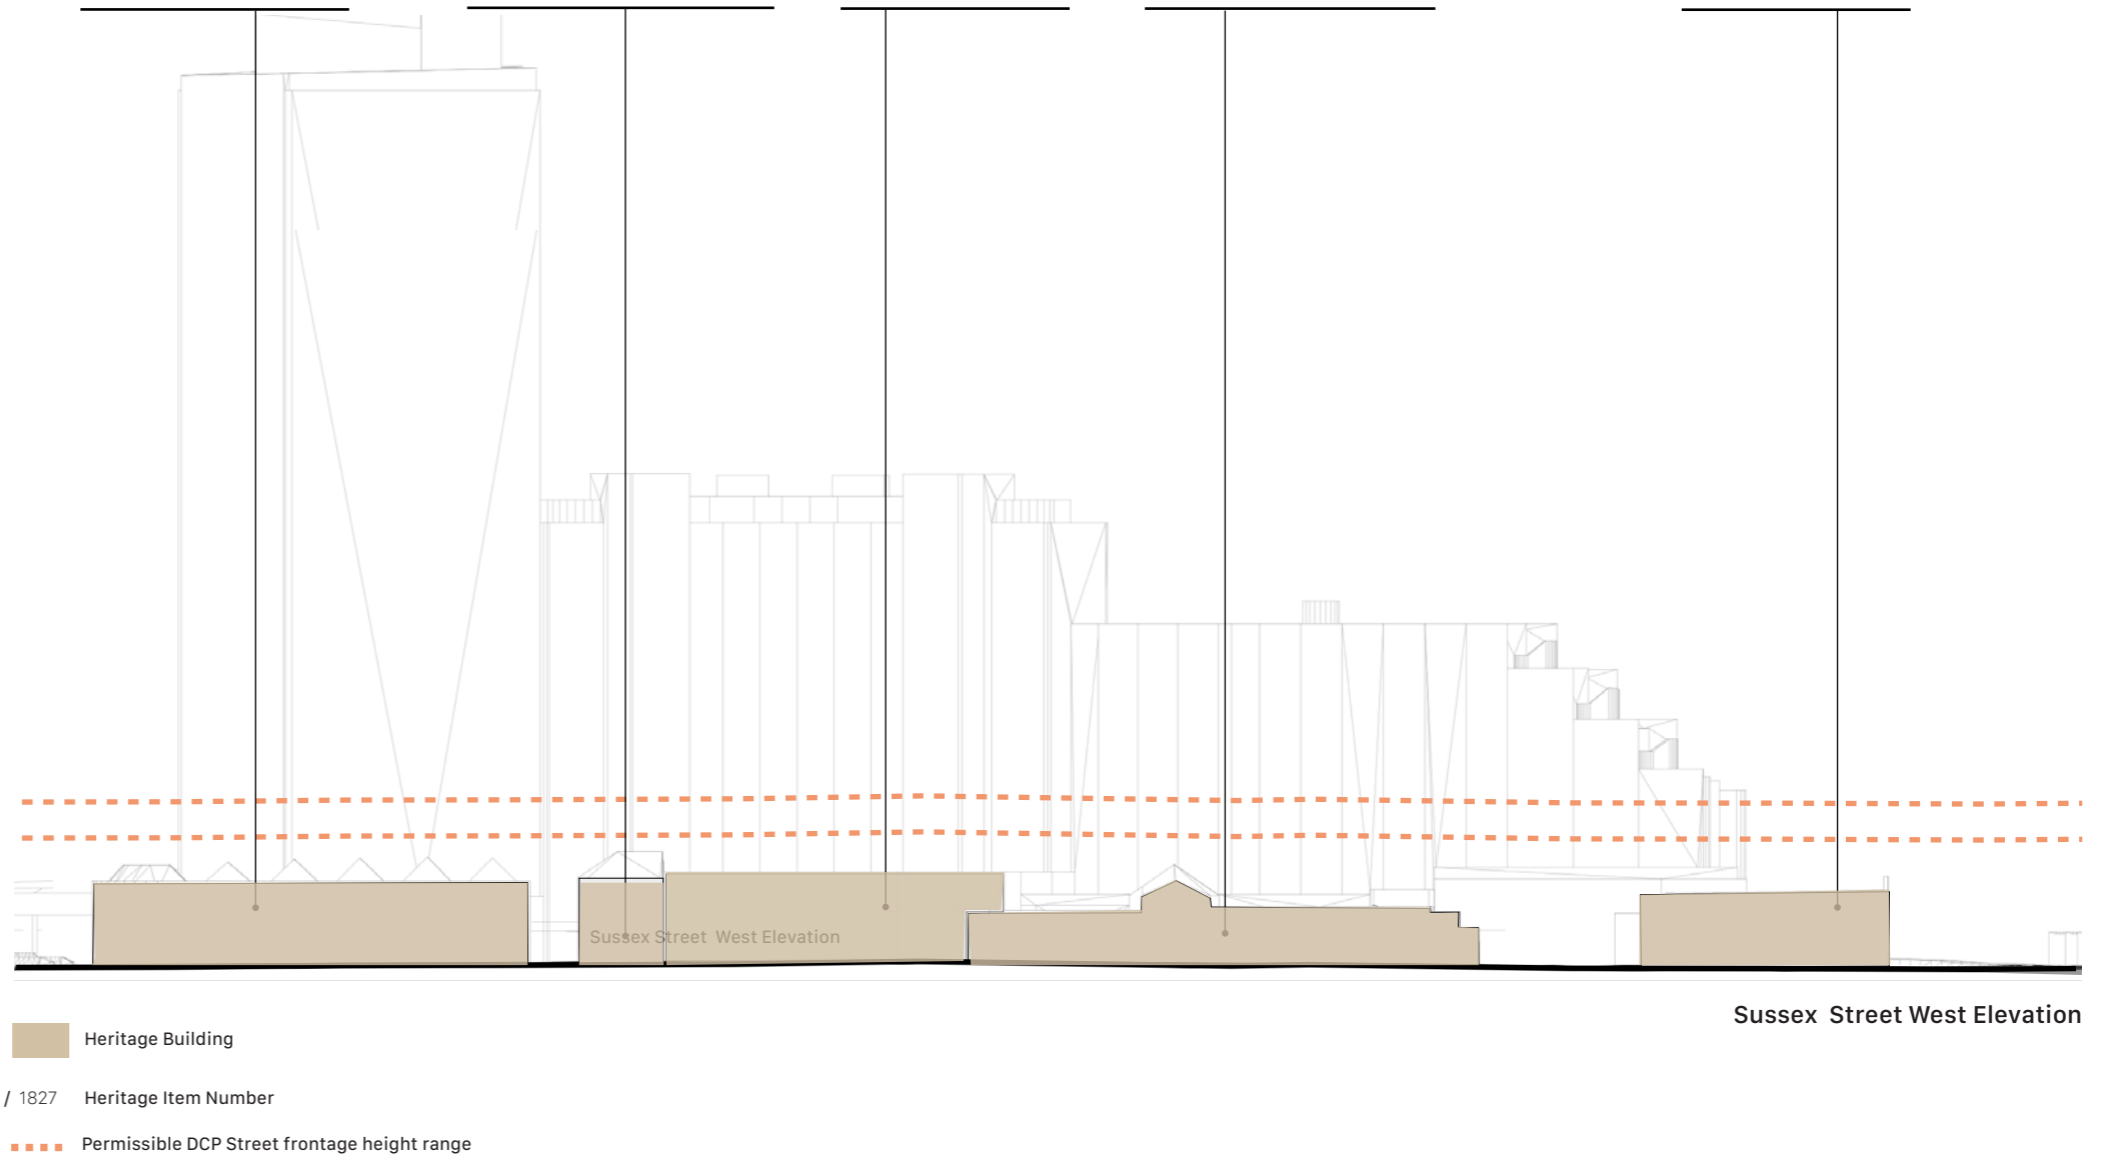 Sussex Street  West Elevation
Sussex  Street West Elevation
Heritage Building
/ 1827 Heritage Item Number
Permissible DCP Street frontage height range